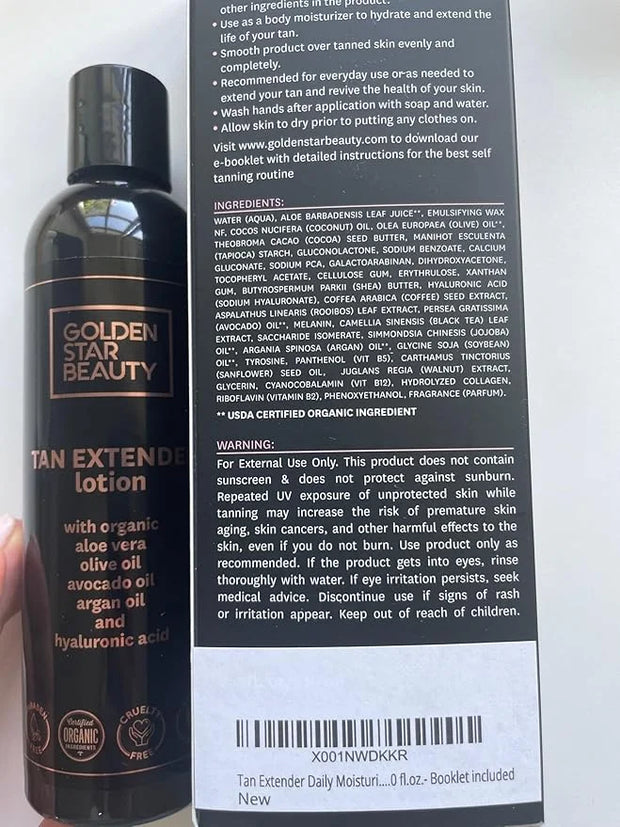 GOLDEN
STAR
BEAUTY
TAN EXTENDE
lotion
with organic
aloe vera
olive oil
avocado oil
argan oil
and
hyaluronic acid
Certified
ORGANIC
INGREDIENTS
CRUELTY
FREE
other ingredients in the product.
• Use as a body moisturizer to hydrate and extend the
life of your tan.
• Smooth product over tanned skin evenly and
completely.
• Recommended for everyday use or as needed to
extend your tan and revive the health of your skin.
• Wash hands after application with soap and water.
• Allow skin to dry prior to putting any clothes on.
Visit www.goldenstarbeauty.com to download our
e-booklet with detailed instructions for the best self
tanning routine
INGREDIENTS:
WATER (AQUA), ALOE BARBADENSIS LEAF JUICE**, EMULSIFYING WAX
NF, COCOS NUCIFERA (COCONUT) OIL, OLEA EUROPAEA (OLIVE) OIL**,
THEOBROMA CACAO (COCOA) SEED BUTTER, MANIHOT ESCULENTA
(TAPIOCA) STARCH, GLUCONOLACTONE, SODIUM BENZOATE, CALCIUM
GLUCONATE, SODIUM PCA, GALACTOARABINAN, DIHYDROXYACETONE,
TOCOPHERYL ACETATE, CELLULOSE GUM, ERYTHRULOSE, XANTHAN
GUM, BUTYROSPERMUM PARKII (SHEA) BUTTER, HYALURONIC ACID
(SODIUM HYALURONATE), COFFEA ARABICA (COFFEE) SEED EXTRACT,
ASPALATHUS LINEARIS (ROOIBOS) LEAF EXTRACT, PERSEA GRATISSIMA
(AVOCADO) OIL**, MELANIN, CAMELLIA SINENSIS (BLACK TEA) LEAF
EXTRACT, SACCHARIDE ISOMERATE, SIMMONDSIA CHINESIS (JOJOBA)
OIL**, ARGANIA SPINOSA (ARGAN) OIL**, GLYCINE SOJA (SOYBEAN)
OIL**, TYROSINE, PANTHENOL (VIT B5), CARTHAMUS TINCTORIUS
(SANFLOWER) SEED OIL, JUGLANS REGIA (WALNUT) EXTRACT,
GLYCERIN, CYANOCOBALAMIN (VIT B12), HYDROLYZED COLLAGEN,
RIBOFLAVIN (VITAMIN B2), PHENOXYETHANOL, FRAGRANCE (PARFUM).
** USDA CERTIFIED ORGANIC INGREDIENT
WARNING:
For External Use Only. This product does not contain
sunscreen & does not protect against sunburn.
Repeated UV exposure of unprotected skin while
tanning may increase the risk of premature skin
aging, skin cancers, and other harmful effects to the
skin, even if you do not burn. Use product only as
recommended. If the product gets into eyes, rinse
thoroughly with water. If eye irritation persists, seek
medical advice. Discontinue use if signs of rash
or irritation appear. Keep out of reach of children.
X001NWDKKR
Tan Extender Daily Moisturi....0 fl.oz.- Booklet included
New